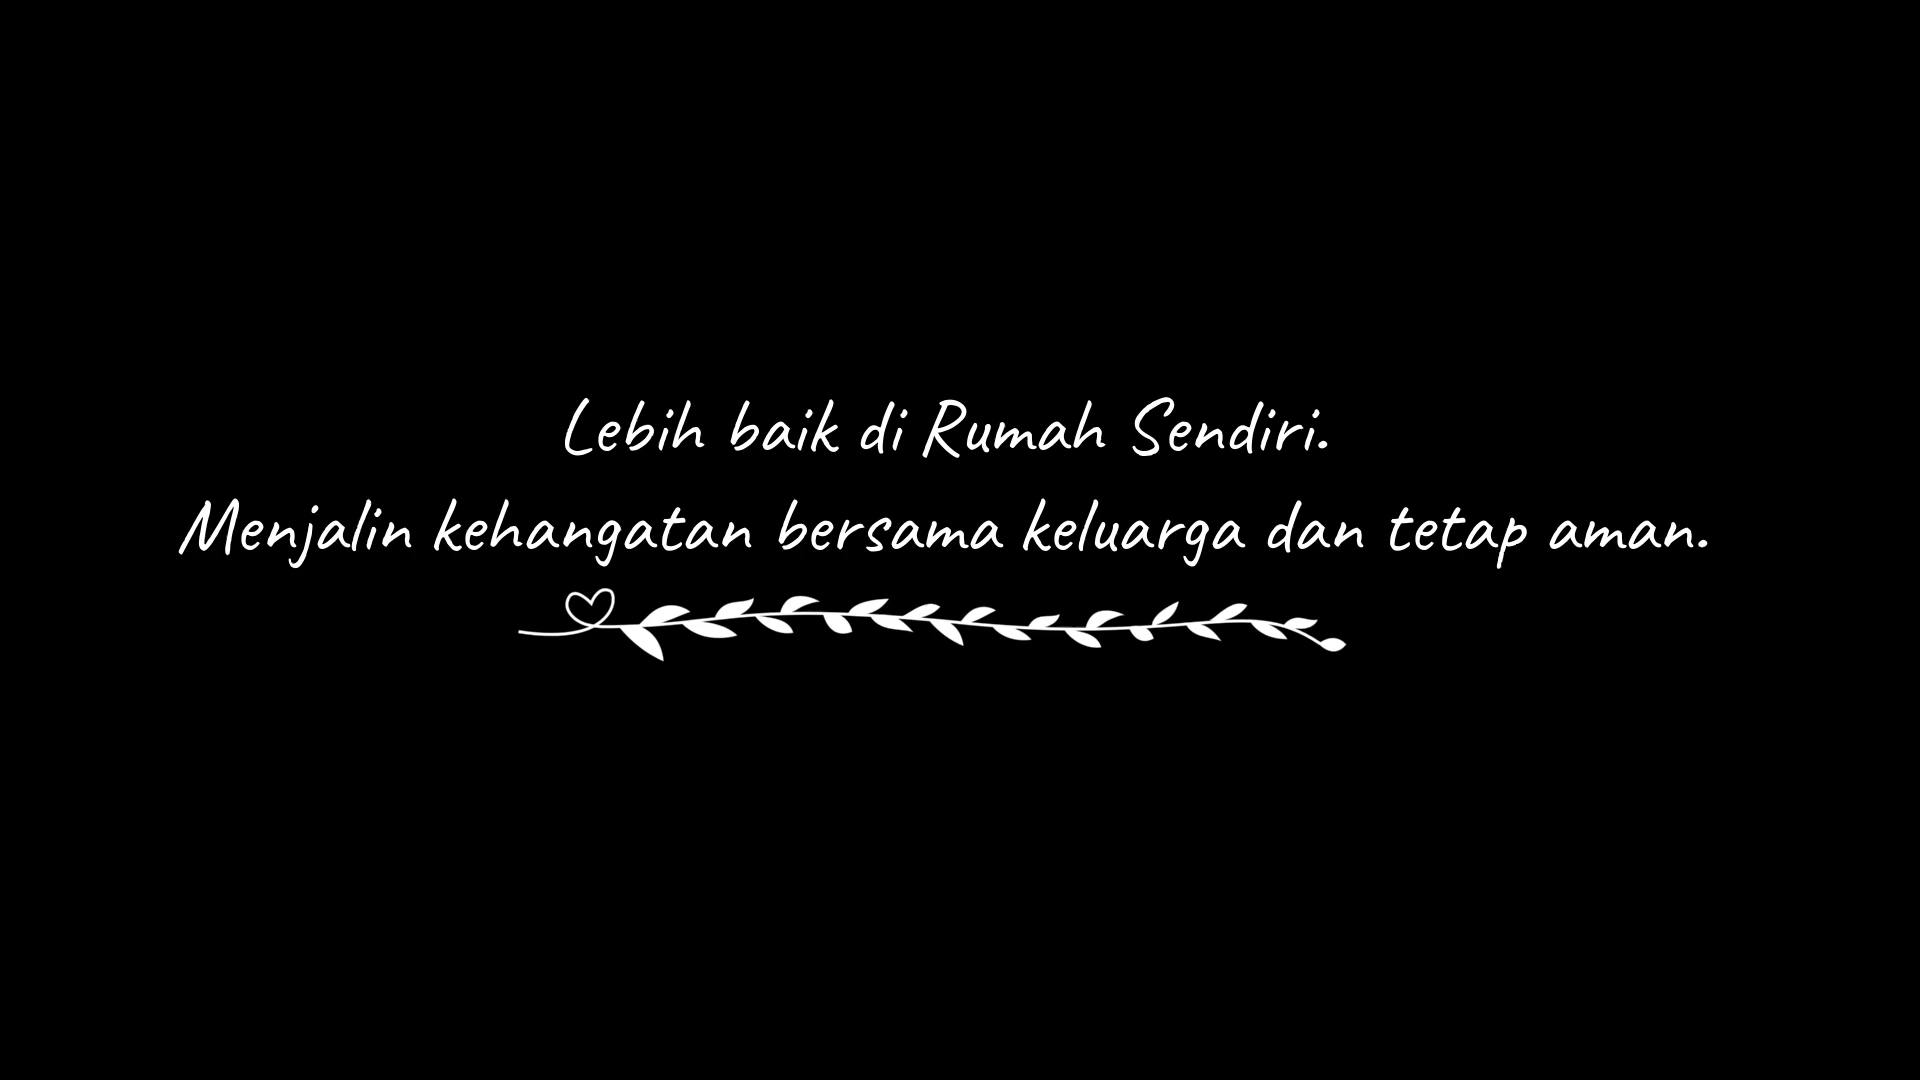 Lebih baik di Rumah Sendiri.
Menjalin kehangatan bersama keluarga dan tetap aman.